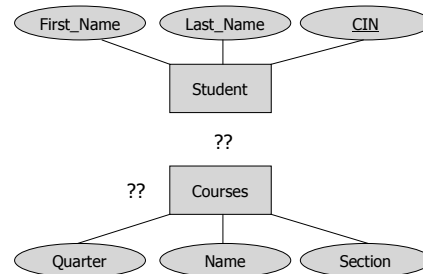 First_Name Last_Name CIN
Student
??
?? Courses
Quarter Name Section